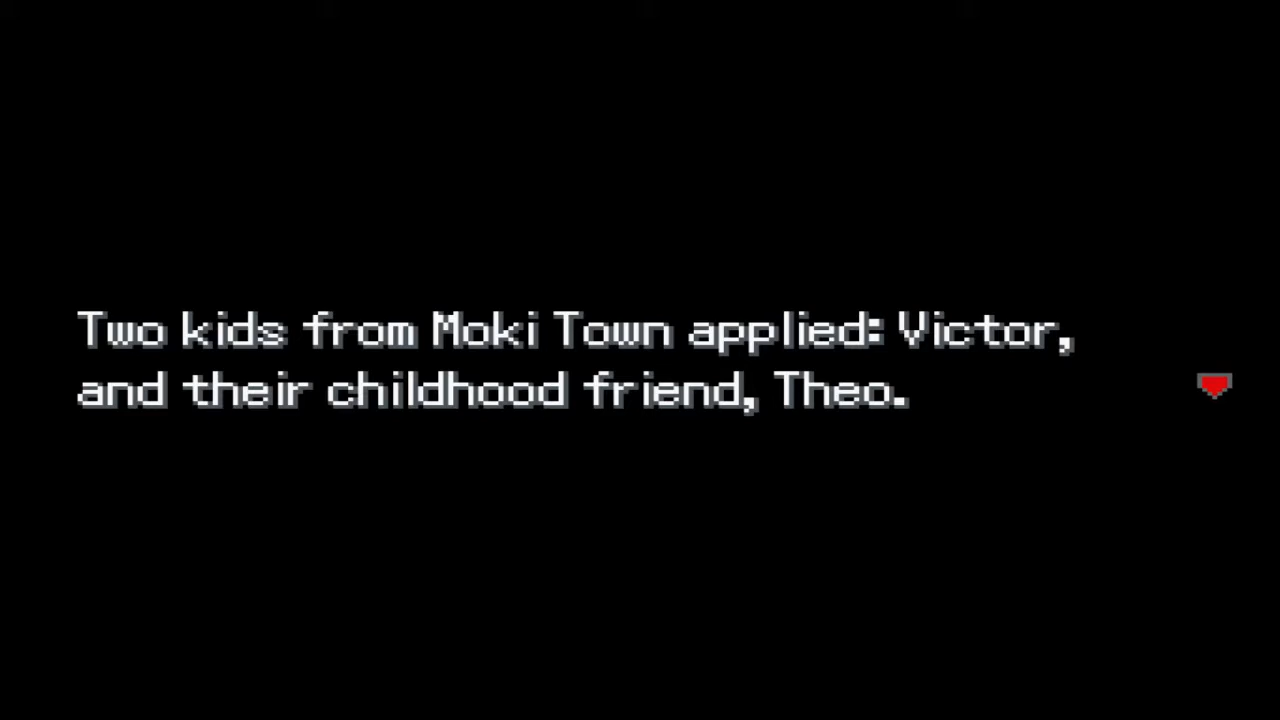 Two kids from Moki Town applied: Victor,
and their childhood friend, Theo.